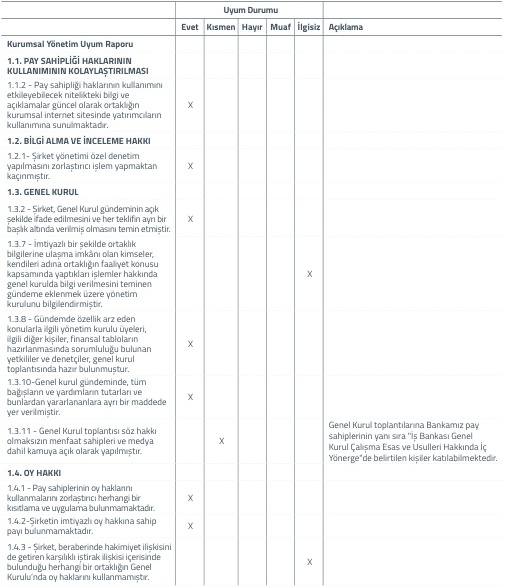 Uyum Durumu
Evet Kısmen Hayır Muaf İlgisiz Açıklama
Kurumsal Yönetim Uyum Raporu
1.1. PAY SAHİPLİĞİ HAKLARININ
KULLANIMININ KOLAYLAŞTIRILMASI
1.1.2 - Pay sahipliği haklarının kullanımını
etkileyebilecek nitelikteki bilgi ve
açıklamalar güncel olarak ortaklığın
kurumsal internet sitesinde yatırımcıların
kullanımına sunulmaktadır.
X
1.2. BİLGİ ALMA VE İNCELEME HAKKI
1.2.1- Şirket yönetimi özel denetim
yapılmasını zorlaştırıcı işlem yapmaktan
kaçınmıştır.
X
1.3. GENEL KURUL
1.3.2 - Şirket, Genel Kurul gündeminin açık
şekilde ifade edilmesini ve her teklifin ayrı bir
başlık altında verilmiş olmasını temin etmiştir.
X
1.3.7 - İmtiyazlı bir şekilde ortaklık
bilgilerine ulaşma imkânı olan kimseler,
kendileri adına ortaklığın faaliyet konusu
kapsamında yaptıkları işlemler hakkında
genel kurulda bilgi verilmesini teminen
gündeme eklenmek üzere yönetim
kurulunu bilgilendirmiştir.
X
1.3.8 - Gündemde özellik arz eden
konularla ilgili yönetim kurulu üyeleri,
ilgili diğer kişiler, finansal tabloların
hazırlanmasında sorumluluğu bulunan
yetkililer ve denetçiler, genel kurul
toplantısında hazır bulunmuştur.
X
1.3.10-Genel kurul gündeminde, tüm
bağışların ve yardımların tutarları ve
bunlardan yararlananlara ayrı bir maddede
yer verilmiştir.
X
1.3.11 - Genel Kurul toplantısı söz hakkı
olmaksızın menfaat sahipleri ve medya
dahil kamuya açık olarak yapılmıştır.
X
Genel Kurul toplantılarına Bankamız pay
sahiplerinin yanı sıra "İş Bankası Genel
Kurul Çalışma Esas ve Usulleri Hakkında İç
Yönerge"de belirtilen kişiler katılabilmektedir.
1.4. OY HAKKI
1.4.1 - Pay sahiplerinin oy haklarını
kullanmalarını zorlaştırıcı herhangi bir
kısıtlama ve uygulama bulunmamaktadır.
X
1.4.2-Şirketin imtiyazlı oy hakkına sahip
payı bulunmamaktadır.
X
1.4.3 - Şirket, beraberinde hakimiyet ilişkisini
de getiren karşılıklı iştirak ilişkisi içerisinde
bulunduğu herhangi bir ortaklığın Genel
Kurulu'nda oy haklarını kullanmamıştır.
X